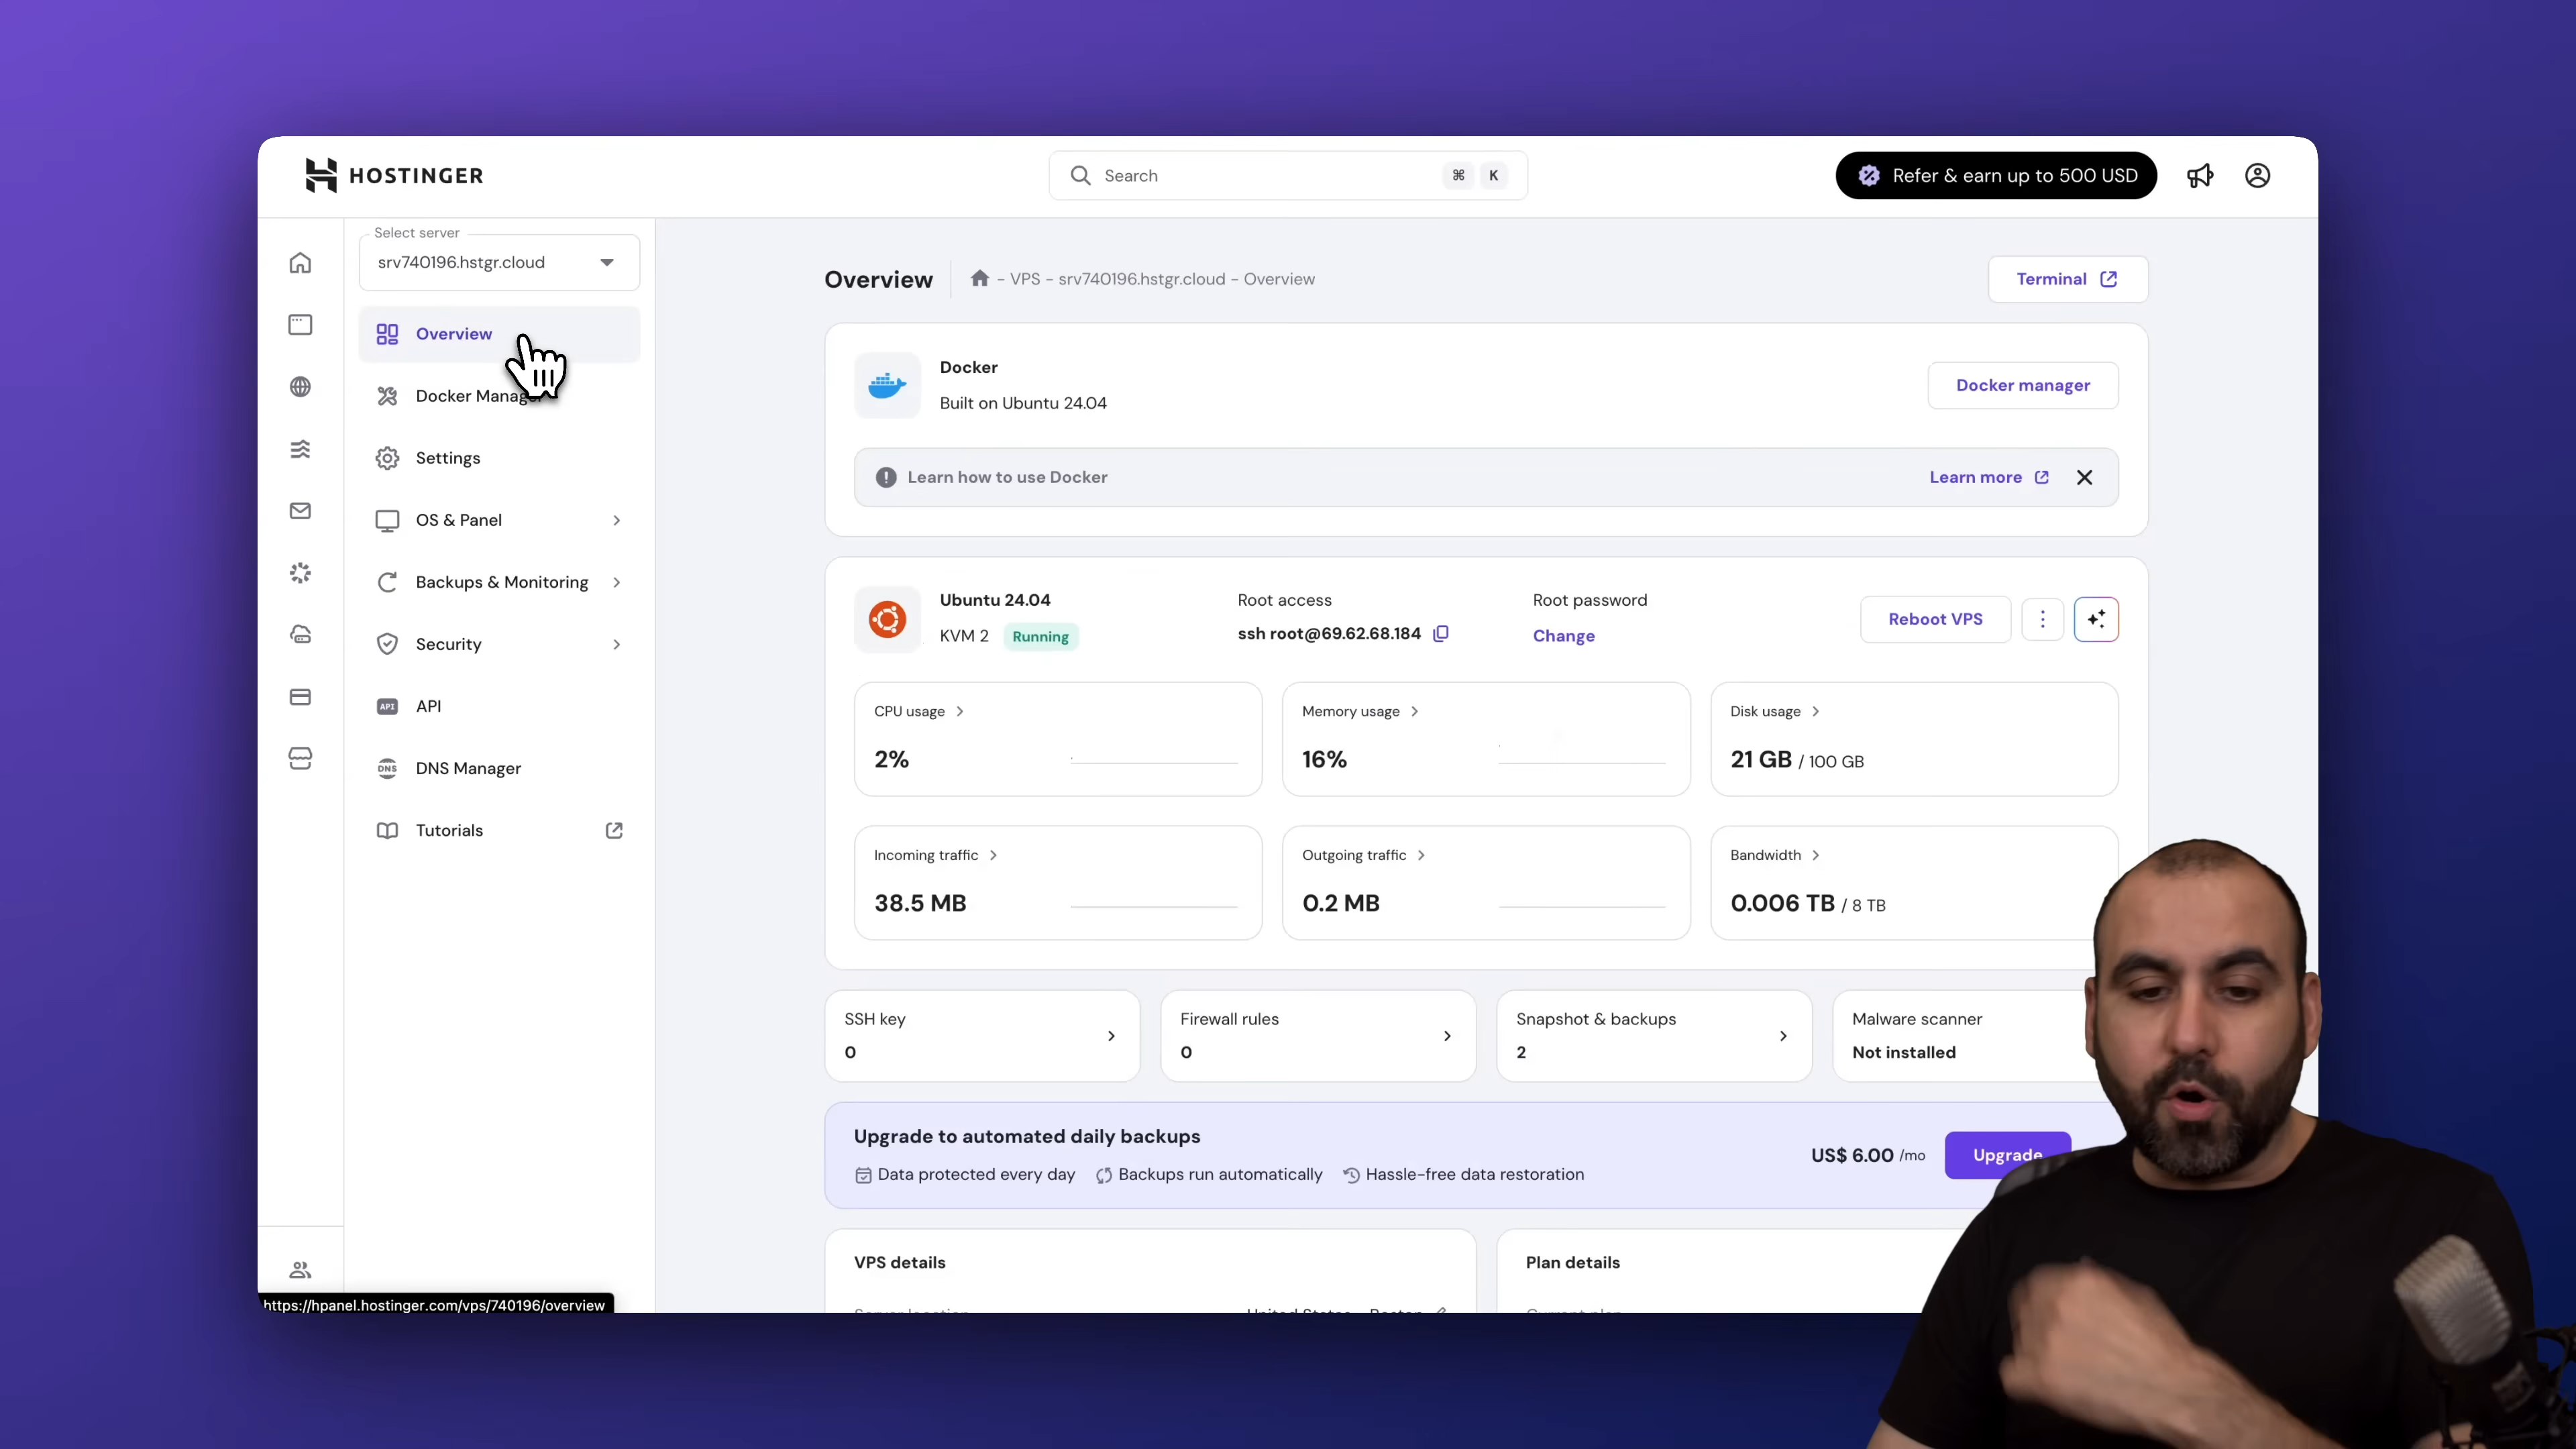 HOSTINGER
Search
⌘ K
Refer & earn up to 500 USD
Select server
srv740196.hstgr.cloud
Overview
Docker Manager
Settings
OS & Panel
Backups & Monitoring
Security
API
API
DNS
DNS Manager
Tutorials
Overview
- VPS - srv740196.hstgr.cloud - Overview
Terminal
Docker
Built on Ubuntu 24.04
Docker manager
Learn how to use Docker
Learn more
Ubuntu 24.04
KVM 2
Running
Root access
ssh root@69.62.68.184
Root password
Change
Reboot VPS
CPU usage
2%
Memory usage
16%
Disk usage
21 GB / 100 GB
Incoming traffic
38.5 MB
Outgoing traffic
0.2 MB
Bandwidth
0.006 TB / 8 TB
SSH key
0
Firewall rules
0
Snapshot & backups
2
Malware scanner
Not installed
Upgrade to automated daily backups
Data protected every day
Backups run automatically
Hassle-free data restoration
US$ 6.00 /mo
Upgrade
VPS details
Plan details
https://hpanel.hostinger.com/vps/740196/overview